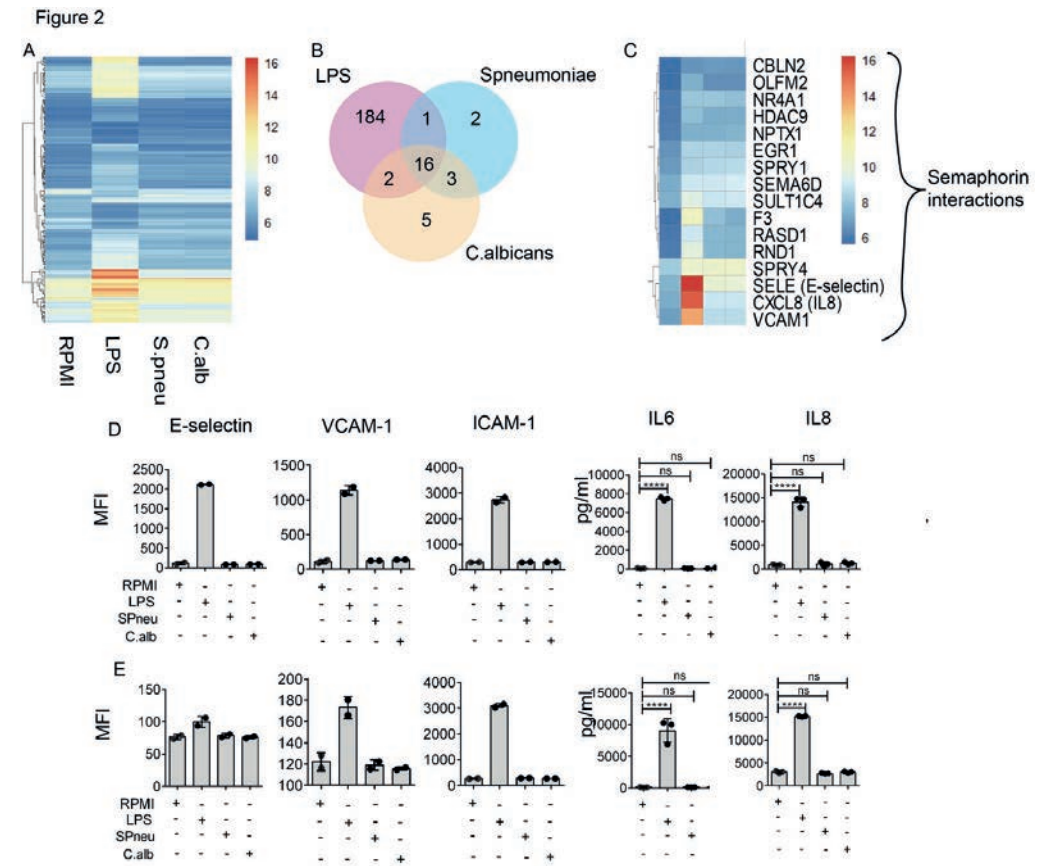 Figure 2
A
16
14
12
10
8
6
RPMI
LPS
S.pneu
C.alb
B
LPS
Spneumoniae
184
1
2
16
2
3
5
C.albicans
C
CBLN2
OLFM2
NR4A1
HDAC9
NPTX1
EGR1
SPRY1
SEMA6D
SULT1C4
F3
RASD1
RND1
SPRY4
SELE (E-selectin)
CXCL8 (IL8)
VCAM1
16
14
12
10
8
6
Semaphorin
interactions
D
E-selectin
MFI
2500
2000
1500
1000
500
0
VCAM-1
1500
1000
500
0
ICAM-1
4000
3000
2000
1000
0
IL6
pg/ml
10000
8000
6000
4000
2000
0
ns
ns
****
IL8
20000
15000
10000
5000
0
ns
ns
****
RPMI + - - - + - - - + - - - + - - - + - - -
LPS - + - - - + - - - + - - - + - - - + - -
SPneu - - + - - - + - - - + - - - + - - - + -
C.alb - - - + - - - + - - - + - - - + - - - +
E
MFI
150
100
50
0
200
180
160
140
120
100
4000
3000
2000
1000
0
pg/ml
15000
10000
5000
0
ns
ns
****
20000
15000
10000
5000
0
ns
ns
****
RPMI + - - - + - - - + - - - + - - + - - -
LPS - + - - - + - - - + - - - + - - + - -
SPneu - - + - - - + - - - + - - - + - - + -
C.alb - - - + - - - + - - - + - - - - - - +